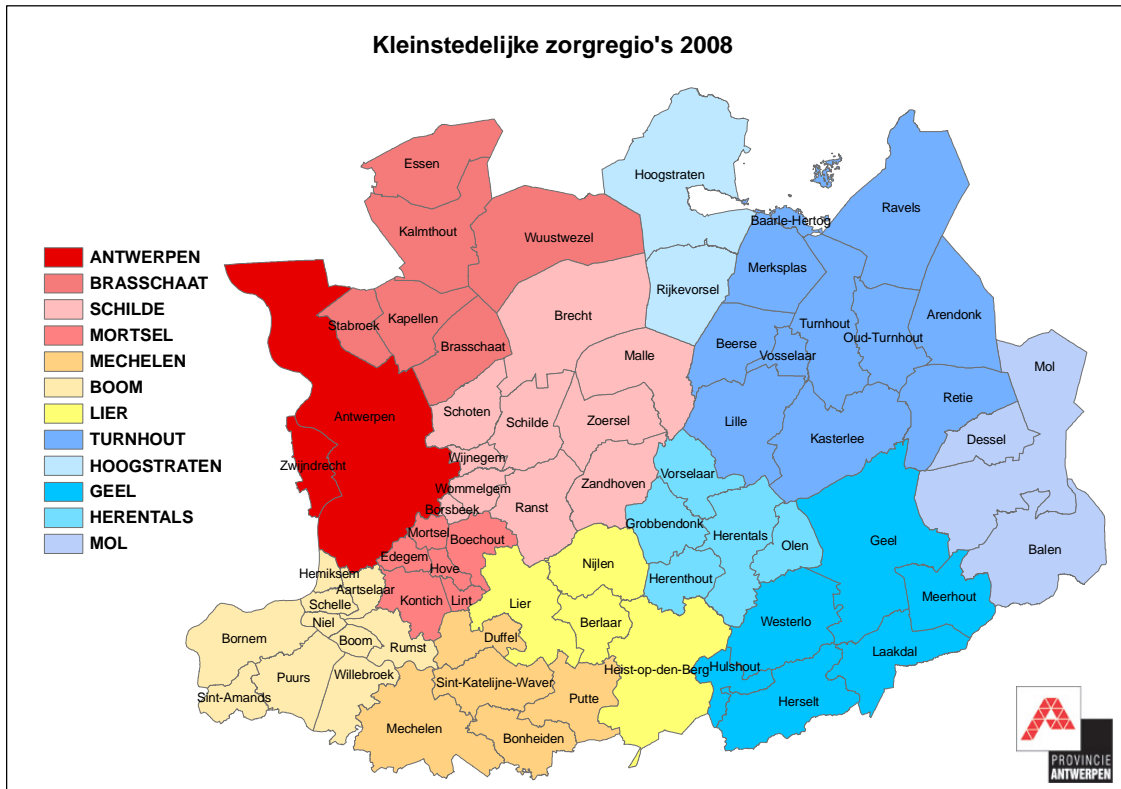 Kleinstedelijke zorgregio's 2008
Essen
Hoogstraten
Ravels
Kalmthout
Wuustwezel
Baarle-Hertog
ANTWERPEN
BRASSCHAAT
SCHILDE
MORTSEL
MECHELEN
BOOM
LIER
TURNHOUT
HOOGSTRATEN
GEEL
HERENTALS
MOL
Merksplas
Rijkevorsel
Stabroek
Kapellen
Brecht
Turnhout
Arendonk
Brasschaat
Malle
Beerse
Vosselaar
Oud-Turnhout
Mol
Antwerpen
Schoten
Schilde
Zoersel
Lille
Kasterlee
Retie
Dessel
Zwijndrecht
Wijnegem
Wommelgem
Zandhoven
Vorselaar
Borsbeek
Ranst
Grobbendonk
Herentals
Olen
Geel
Mortsel
Boechout
Edegem
Hove
Nijlen
Herenthout
Balen
Hemiksem
Aartselaar
Kontich
Lint
Lier
Meerhout
Schelle
Niel
Berlaar
Westerlo
Bornem
Boom
Rumst
Duffel
Laakdal
Puurs
Willebroek
Sint-Katelijne-Waver
Heist-op-den-Berg
Hulshout
Sint-Amands
Putte
Herselt
Mechelen
Bonheiden
PROVINCIE
ANTWERPEN